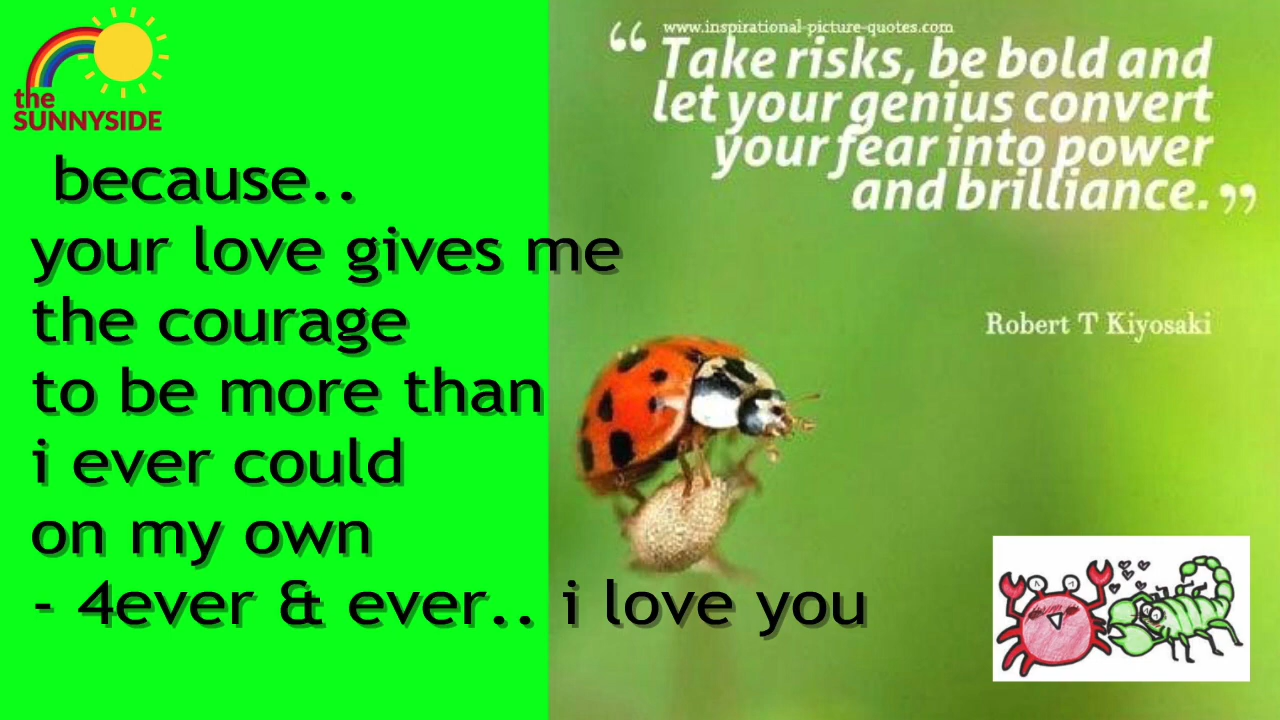 the
SUNNYSIDE
because..
your love gives me
the courage
to be more than
i ever could
on my own
- 4ever & ever.. i love you
www.inspirational-picture-quotes.com
“Take risks, be bold and
let your genius convert
your fear into power
and brilliance.”
Robert T Kiyosaki